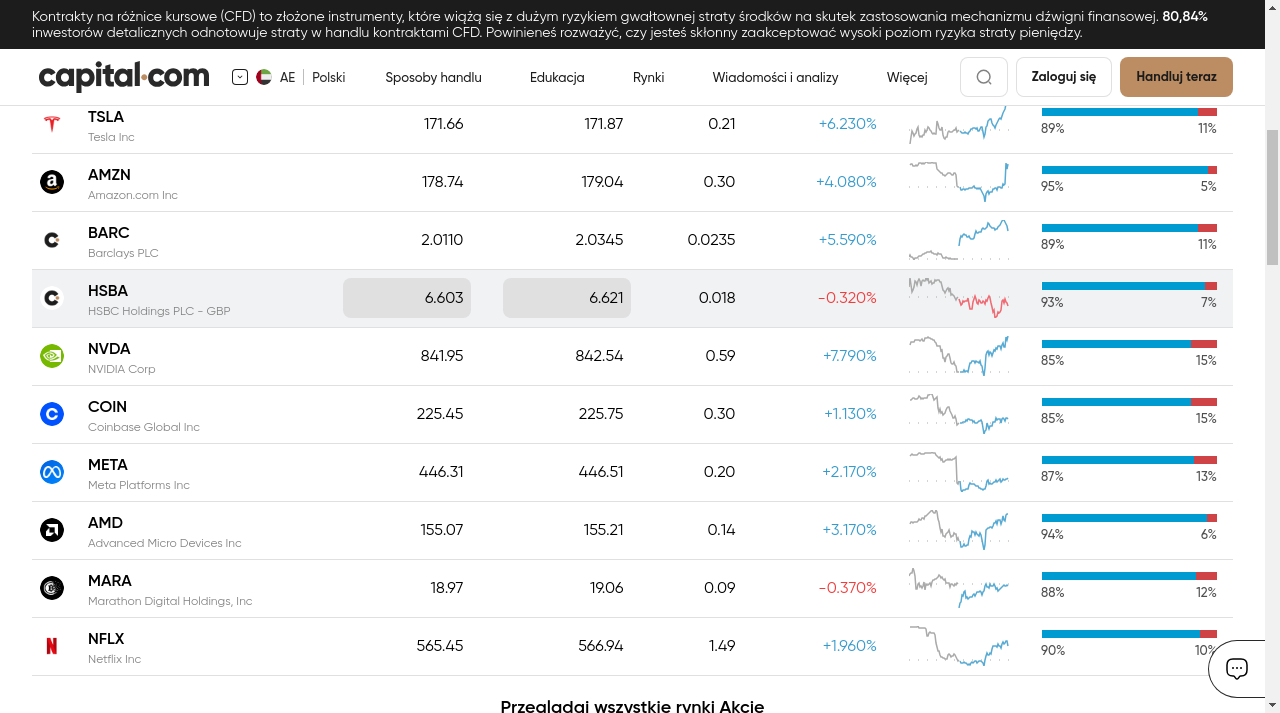 Kontrakty na różnice kursowe (CFD) to złożone instrumenty, które wiążą się z dużym ryzykiem gwałtownej straty środków na skutek zastosowania mechanizmu dźwigni finansowej. 80,84%
inwestorów detalicznych odnotowuje straty w handlu kontraktami CFD. Powinieneś rozważyć, czy jesteś skłonny zaakceptować wysoki poziom ryzyka straty pieniędzy.
capital.com AE Polski Sposoby handlu Edukacja Rynki Wiadomości i analizy Więcej Zaloguj się Handluj teraz
TSLA 171.66 171.87 0.21 +6.230%
Tesla Inc 89% 11%
AMZN 178.74 179.04 0.30 +4.080%
Amazon.com Inc 95% 5%
BARC 2.0110 2.0345 0.0235 +5.590%
Barclays PLC 89% 11%
HSBA 6.603 6.621 0.018 -0.320%
HSBC Holdings PLC - GBP 93% 7%
NVDA 841.95 842.54 0.59 +7.790%
NVIDIA Corp 85% 15%
COIN 225.45 225.75 0.30 +1.130%
Coinbase Global Inc 85% 15%
META 446.31 446.51 0.20 +2.170%
Meta Platforms Inc 87% 13%
AMD 155.07 155.21 0.14 +3.170%
Advanced Micro Devices Inc 94% 6%
MARA 18.97 19.06 0.09 -0.370%
Marathon Digital Holdings, Inc 88% 12%
NFLX 565.45 566.94 1.49 +1.960%
Netflix Inc 90% 10%
Przeglądaj wszystkie rynki Akcje